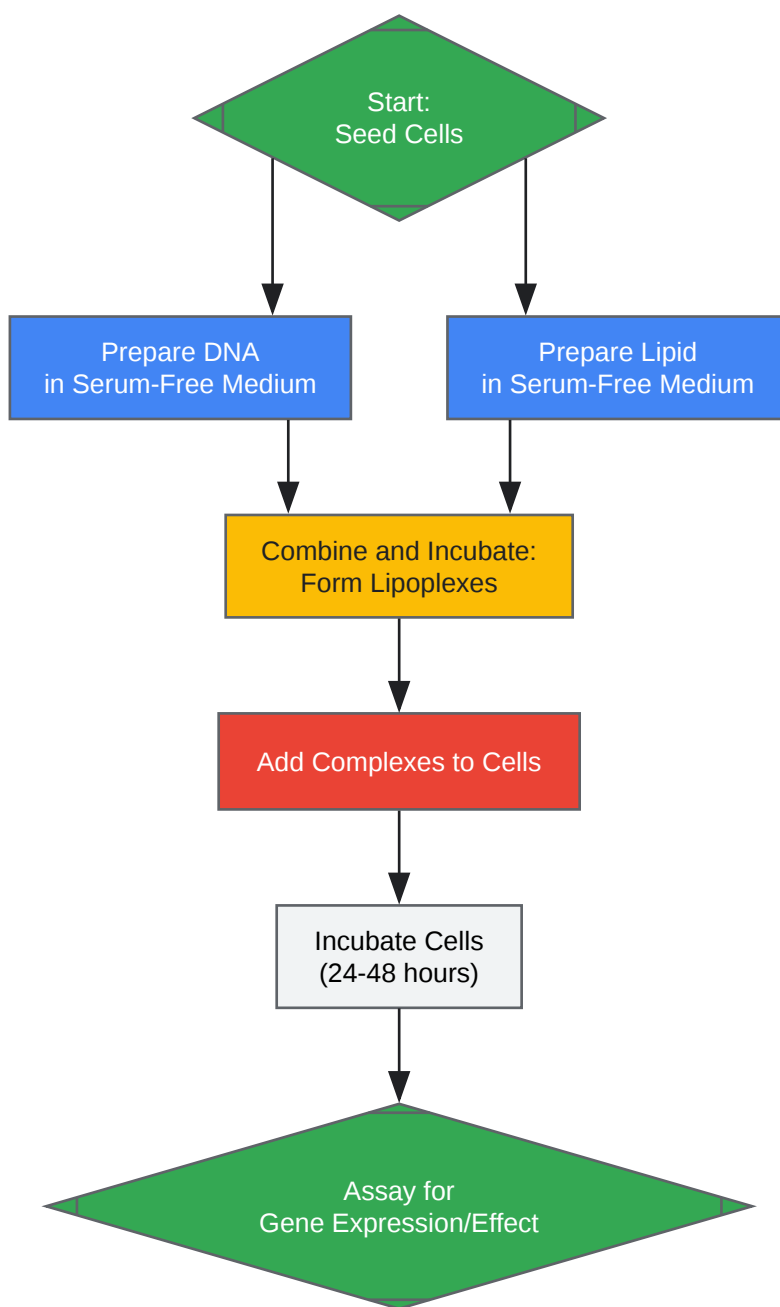 Start:
Seed Cells
Prepare DNA
in Serum-Free Medium
Prepare Lipid
in Serum-Free Medium
Combine and Incubate:
Form Lipoplexes
Add Complexes to Cells
Incubate Cells
(24-48 hours)
Assay for
Gene Expression/Effect